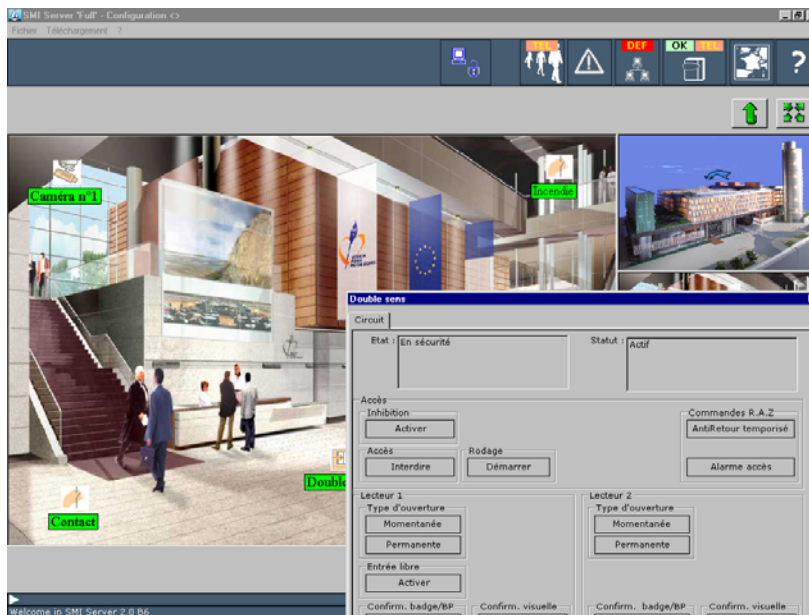 SMI Server 'Full' - Configuration <>
Fichier Téléchargement ?
TEL DEF OK TEL
?
Caméra n°1
Incendie
Double sens
Circuit
Etat : En sécurité Statut : Actif
Accès
Inhibition Commandes R.A.Z
Activer AntiRetour temporisé
Accès Rodage
Interdire Démarrer Alarme accès
Double
Lecteur 1 Lecteur 2
Type d'ouverture Type d'ouverture
Momentanée Momentanée
Contact
Permanente Permanente
Entrée libre
Activer
Confirm. badge/BP Confirm. visuelle Confirm. badge/BP Confirm. visuelle
Welcome in SMI Server 2.0 B6